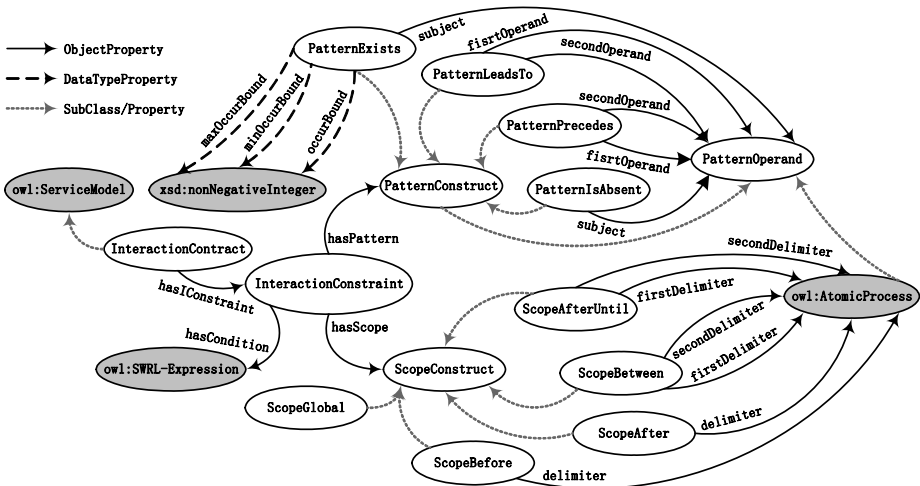 ObjectProperty
DataTypeProperty
SubClass/Property
PatternExists
subject
fisrtOperand
secondOperand
PatternLeadsTo
maxOccurBound
minOccurBound
occurBound
secondOperand
PatternPrecedes
fisrtOperand
PatternOperand
owl:ServiceModel
xsd:nonNegativeInteger
PatternConstruct
PatternIsAbsent
subject
hasPattern
InteractionContract
secondDelimiter
hasIConstraint
InteractionConstraint
firstDelimiter
owl:AtomicProcess
ScopeAfterUntil
hasScope
secondDelimiter
hasCondition
firstDelimiter
owl:SWRL-Expression
ScopeConstruct
ScopeBetween
ScopeGlobal
delimiter
ScopeAfter
ScopeBefore
delimiter